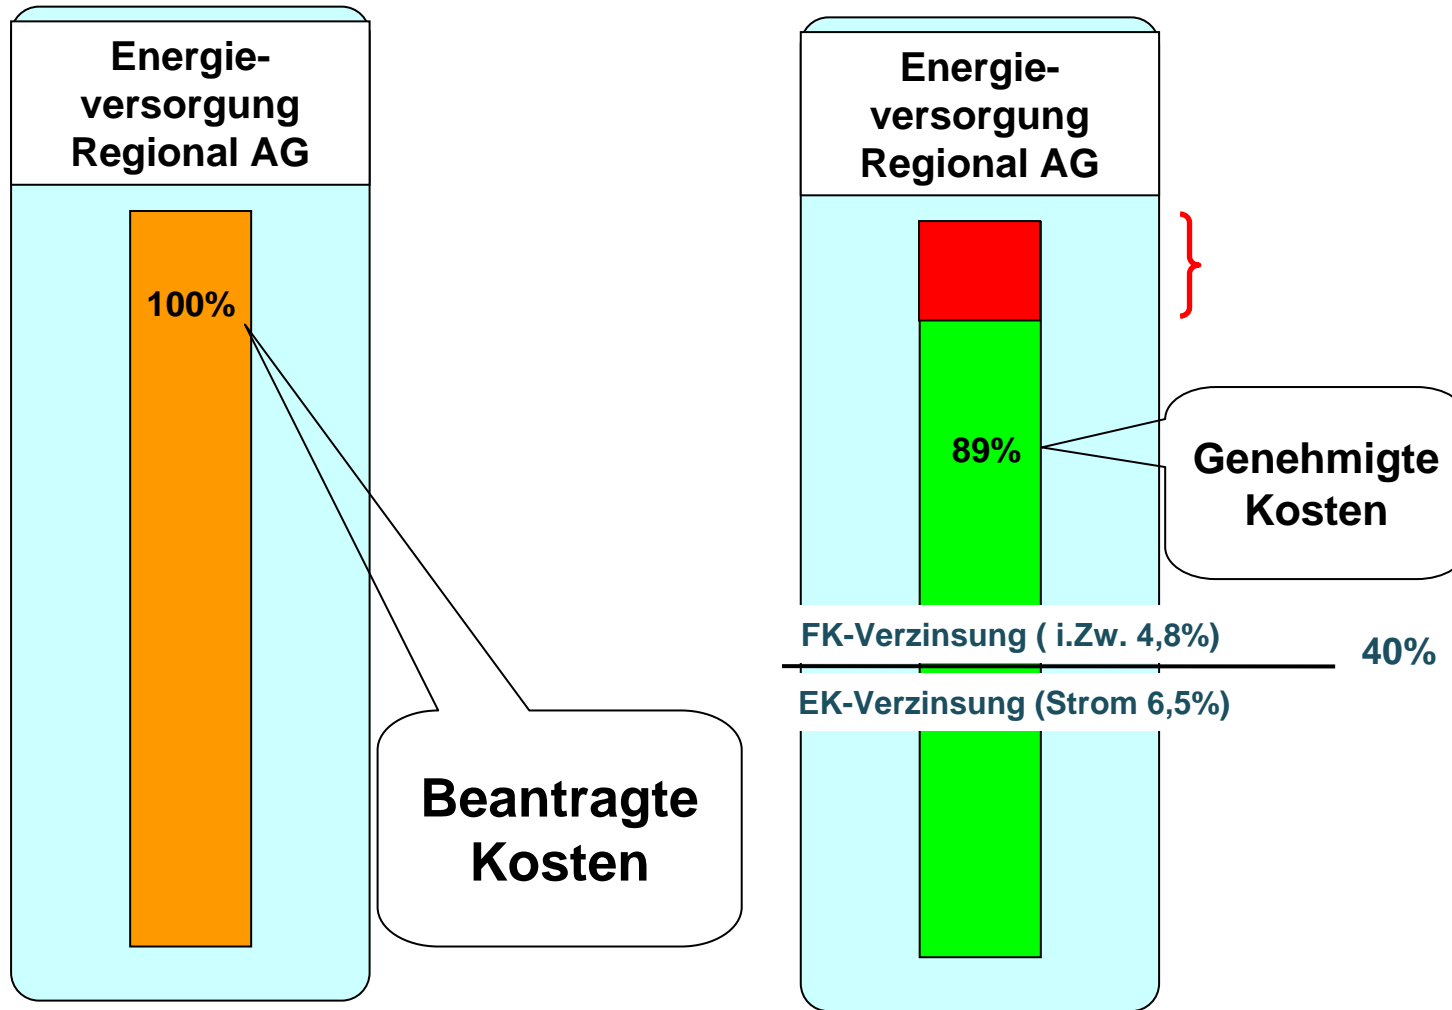 Energie-
versorgung
Regional AG
100%
Beantragte
Kosten
Energie-
versorgung
Regional AG
89%
Genehmigte
Kosten
FK-Verzinsung ( i.Zw. 4,8%)
40%
EK-Verzinsung (Strom 6,5%)